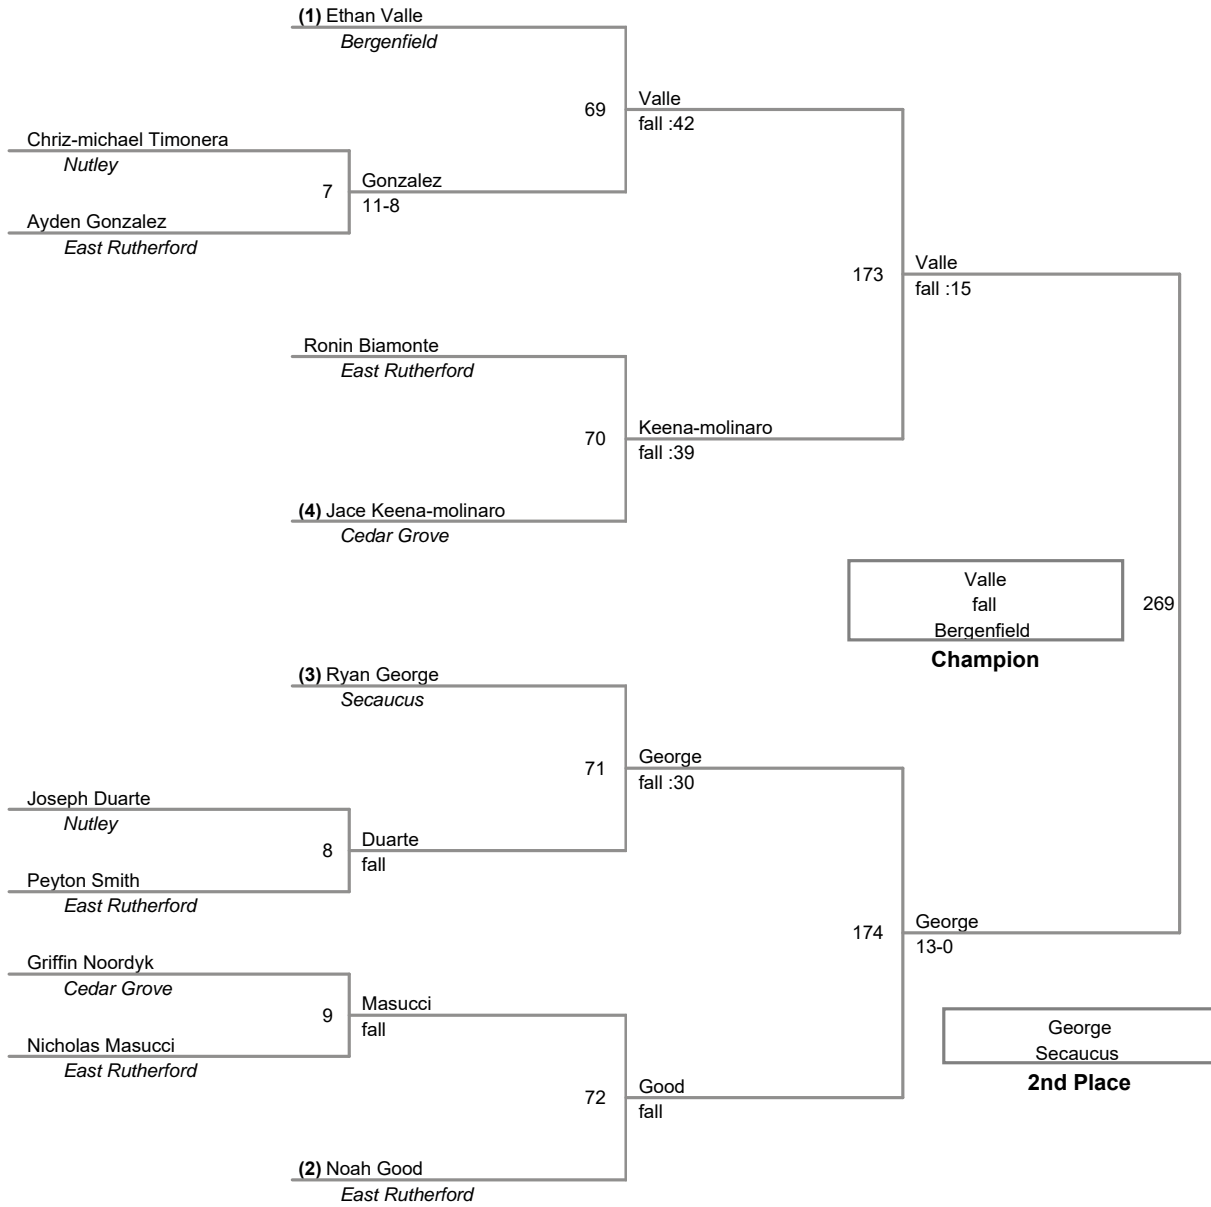 (1) Ethan Valle
Bergenfield
69
Valle
fall :42
Chriz-michael Timonera
Nutley
7
Gonzalez
11-8
Ayden Gonzalez
East Rutherford
173
Valle
fall :15
Ronin Biamonte
East Rutherford
70
Keena-molinaro
fall :39
(4) Jace Keena-molinaro
Cedar Grove
Valle
fall
Bergenfield
Champion
269
(3) Ryan George
Secaucus
71
George
fall :30
Joseph Duarte
Nutley
8
Duarte
fall
Peyton Smith
East Rutherford
174
George
13-0
Griffin Noordyk
Cedar Grove
9
Masucci
fall
Nicholas Masucci
East Rutherford
George
Secaucus
2nd Place
72
Good
fall
(2) Noah Good
East Rutherford